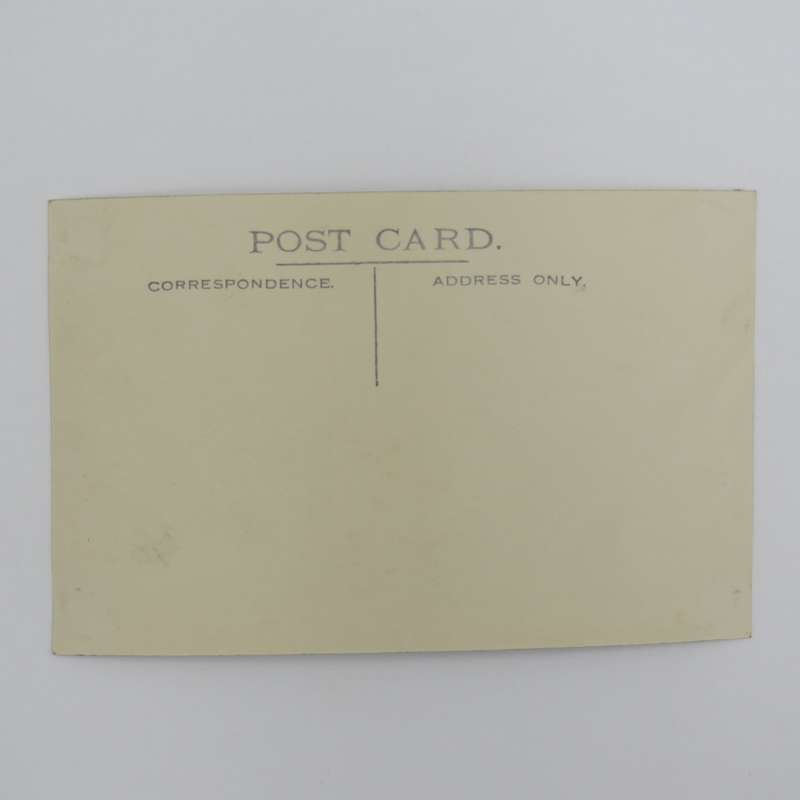 POST CARD.
CORRESPONDENCE.
ADDRESS ONLY.